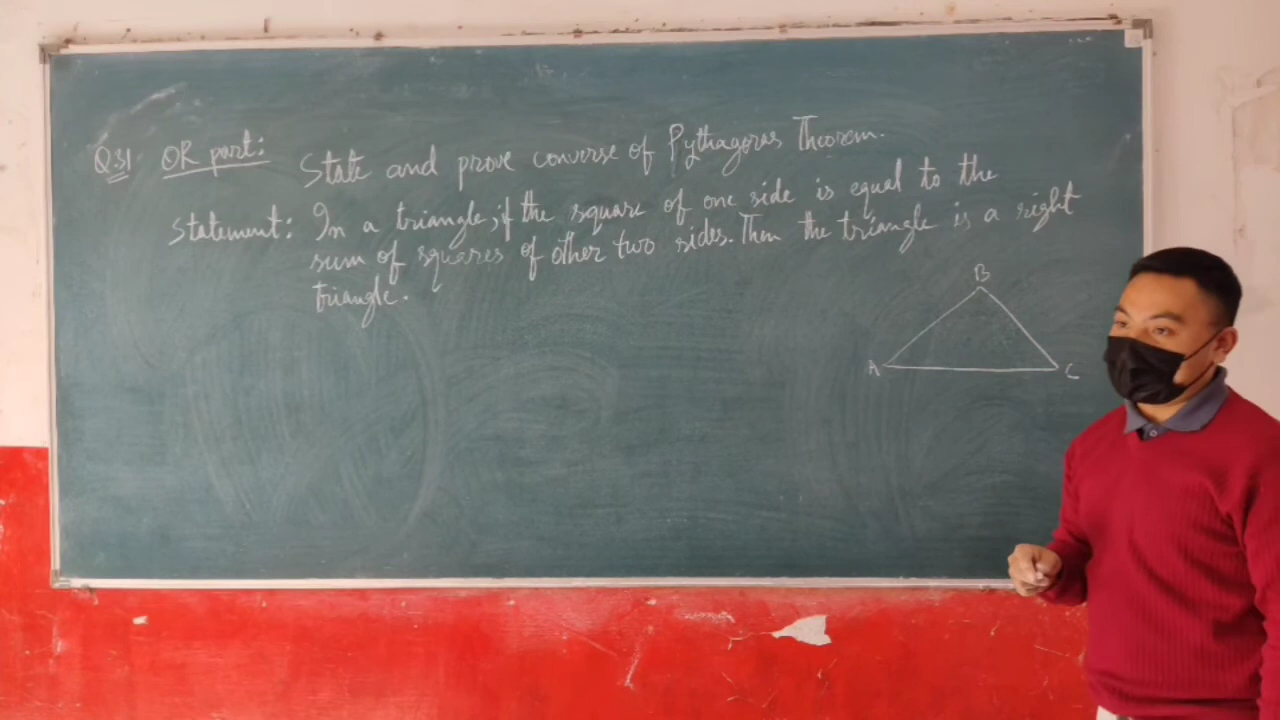 Q31 OR part: State and prove converse of Pythagoras Theorem.
Statement: In a triangle, if the square of one side is equal to the
sum of squares of other two sides. Then the triangle is a right
triangle.
B
A C